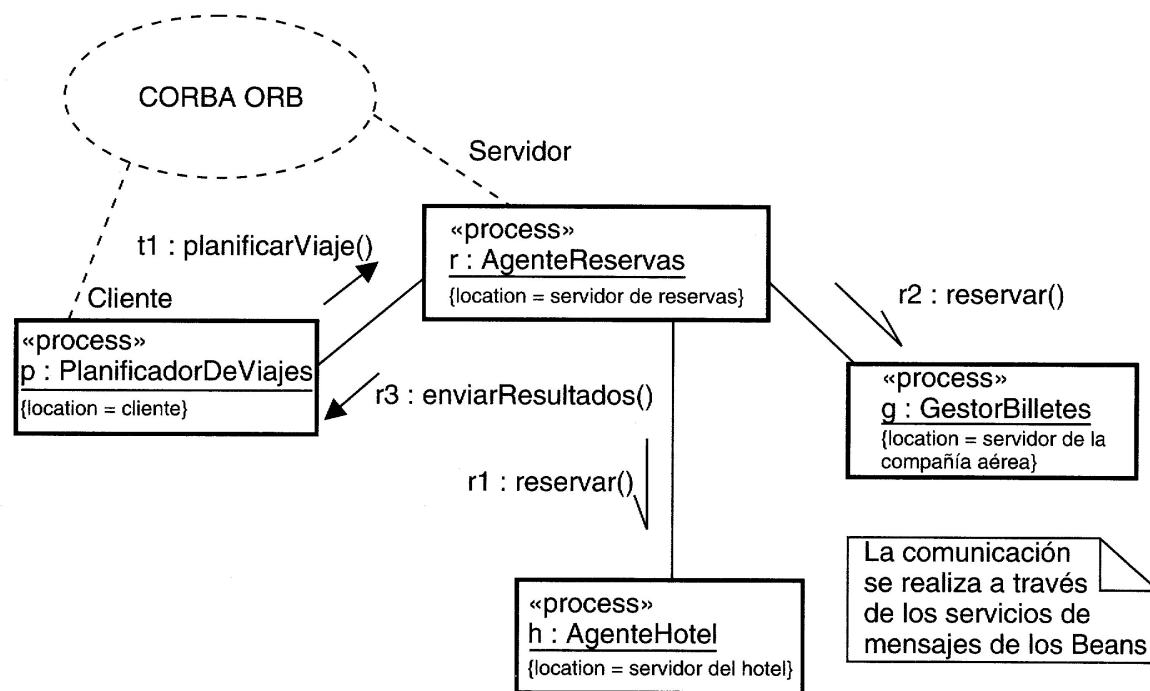 CORBA ORB
Servidor
t1 : planificarViaje()
Cliente
«process»
r : AgenteReservas
{location = servidor de reservas}
r2 : reservar()
«process»
p : PlanificadorDeViajes
{location = cliente}
r3 : enviarResultados()
«process»
g : GestorBilletes
{location = servidor de la
compañía aérea}
r1 : reservar()
«process»
h : AgenteHotel
{location = servidor del hotel}
La comunicación
se realiza a través
de los servicios de
mensajes de los Beans